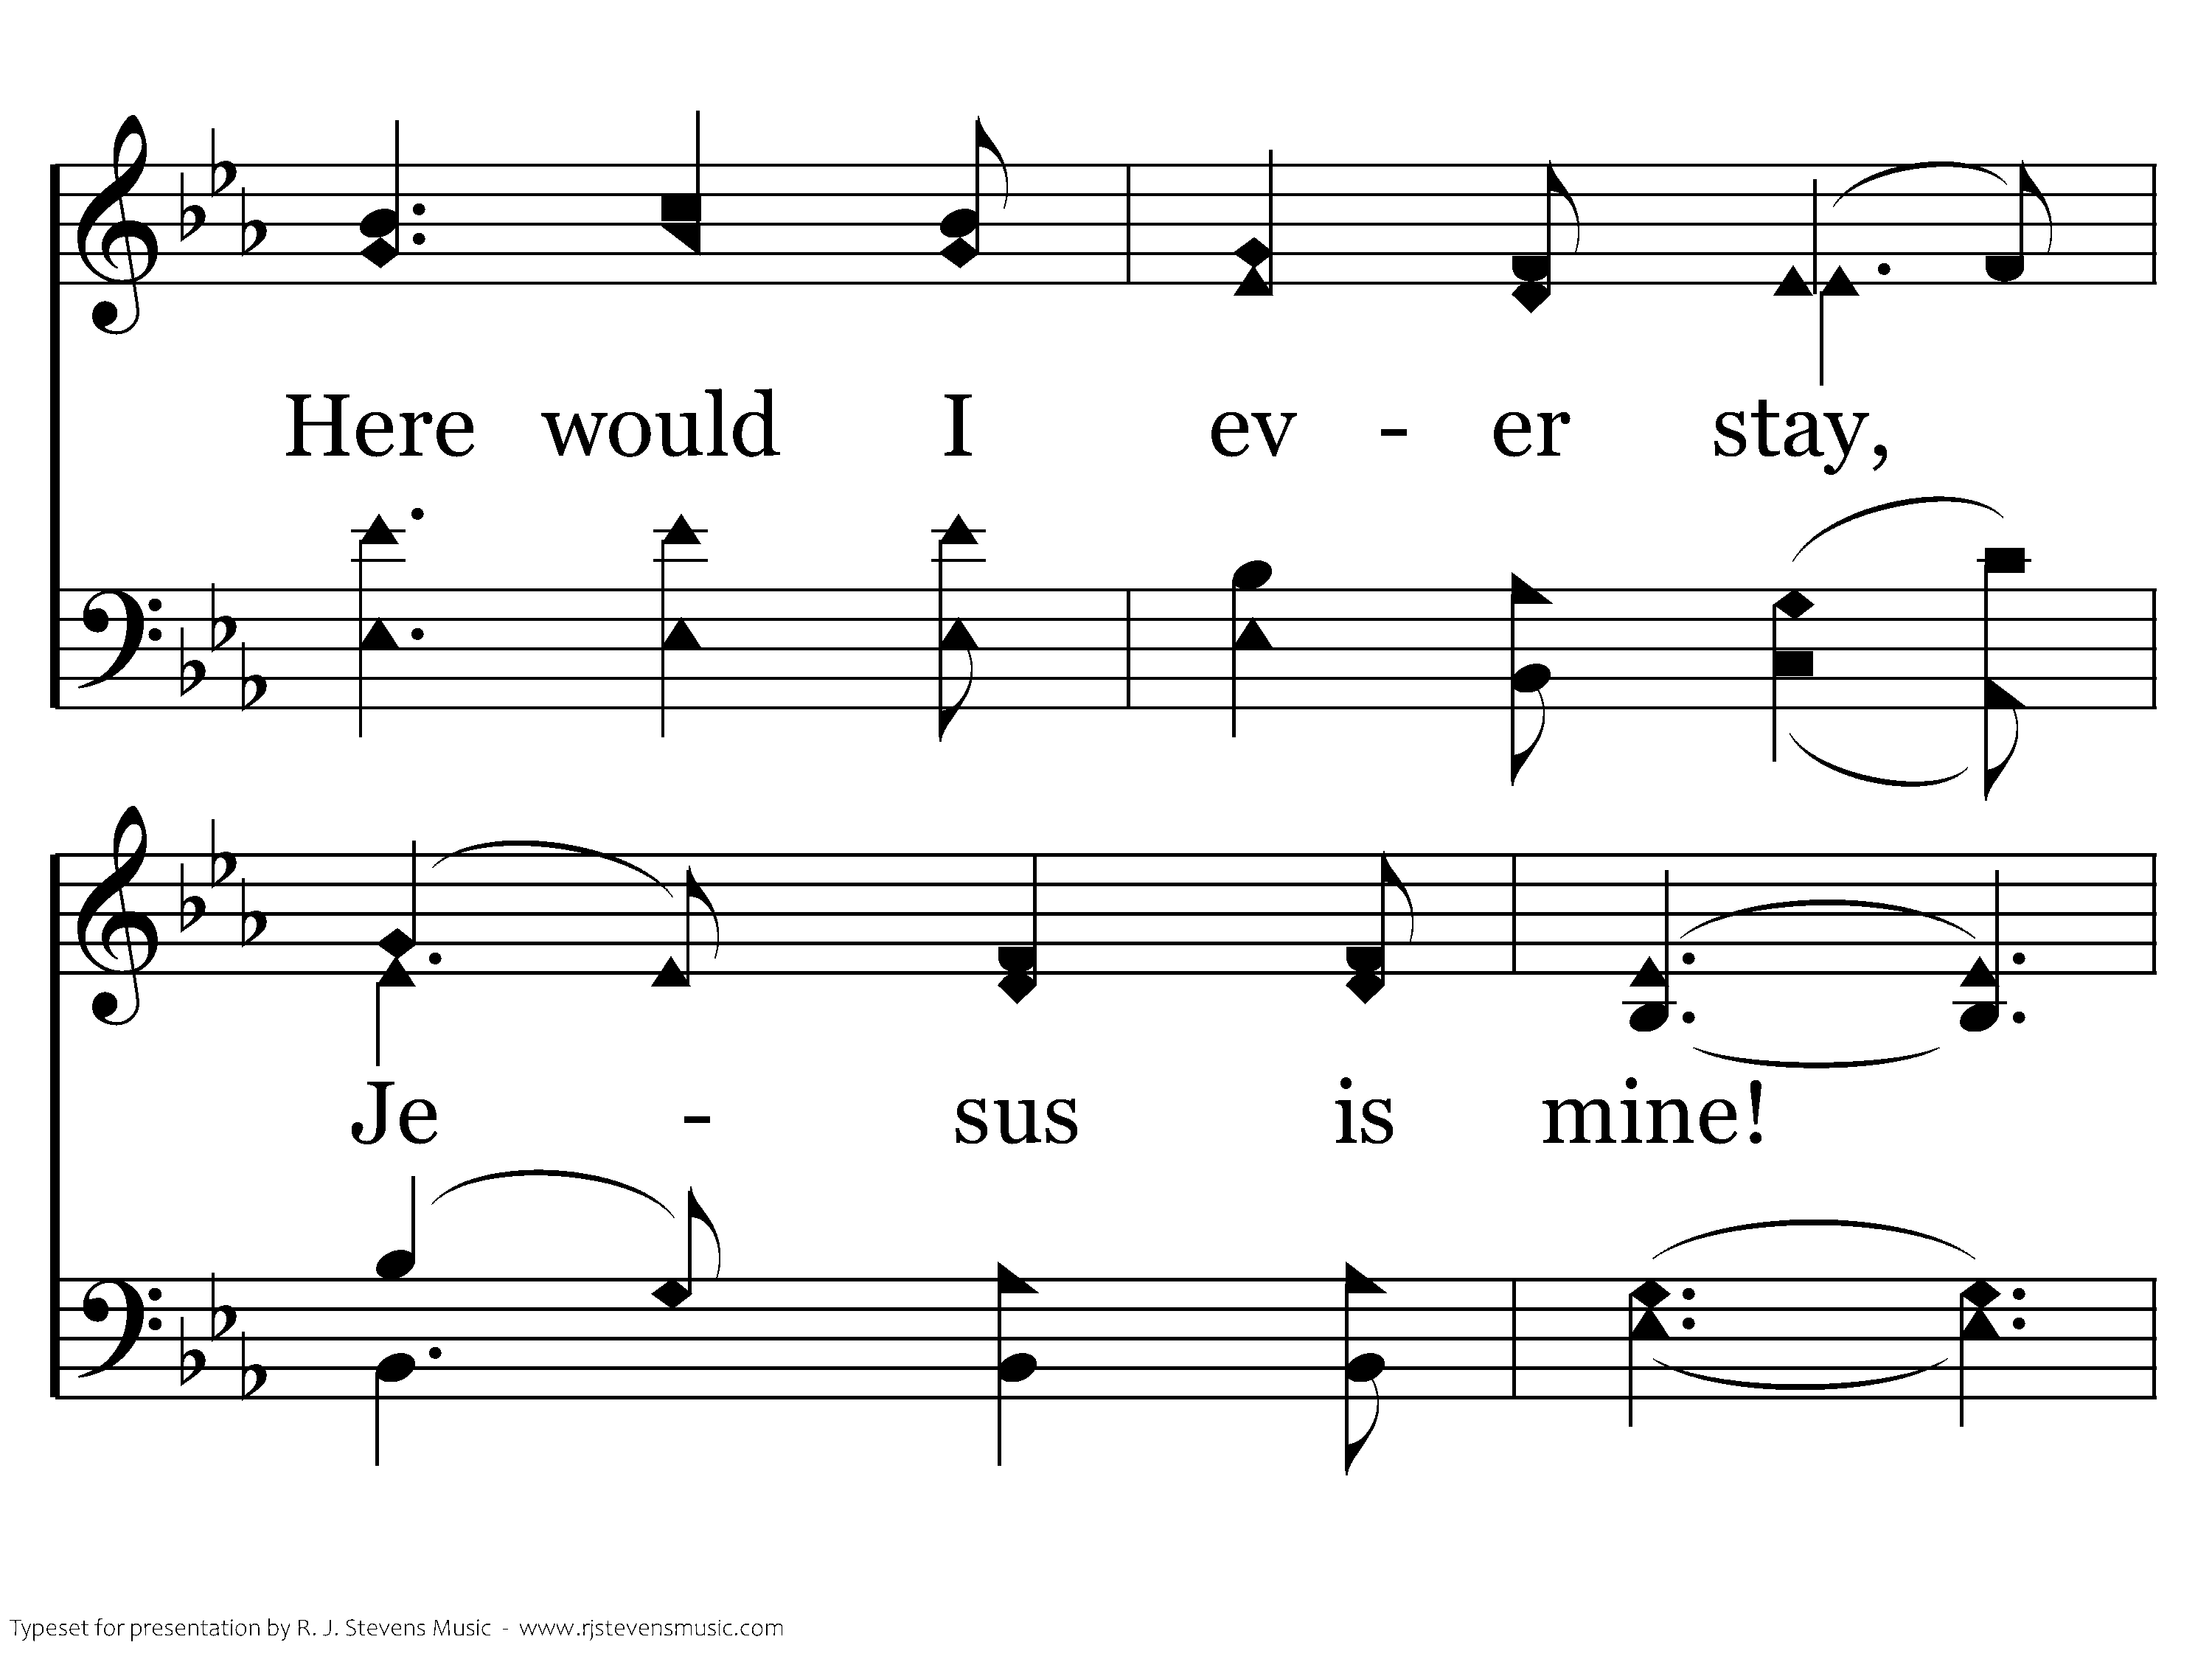 Here would I ev - er stay,
Je - sus is mine!
Typeset for presentation by R. J. Stevens Music - www.rjstevensmusic.com